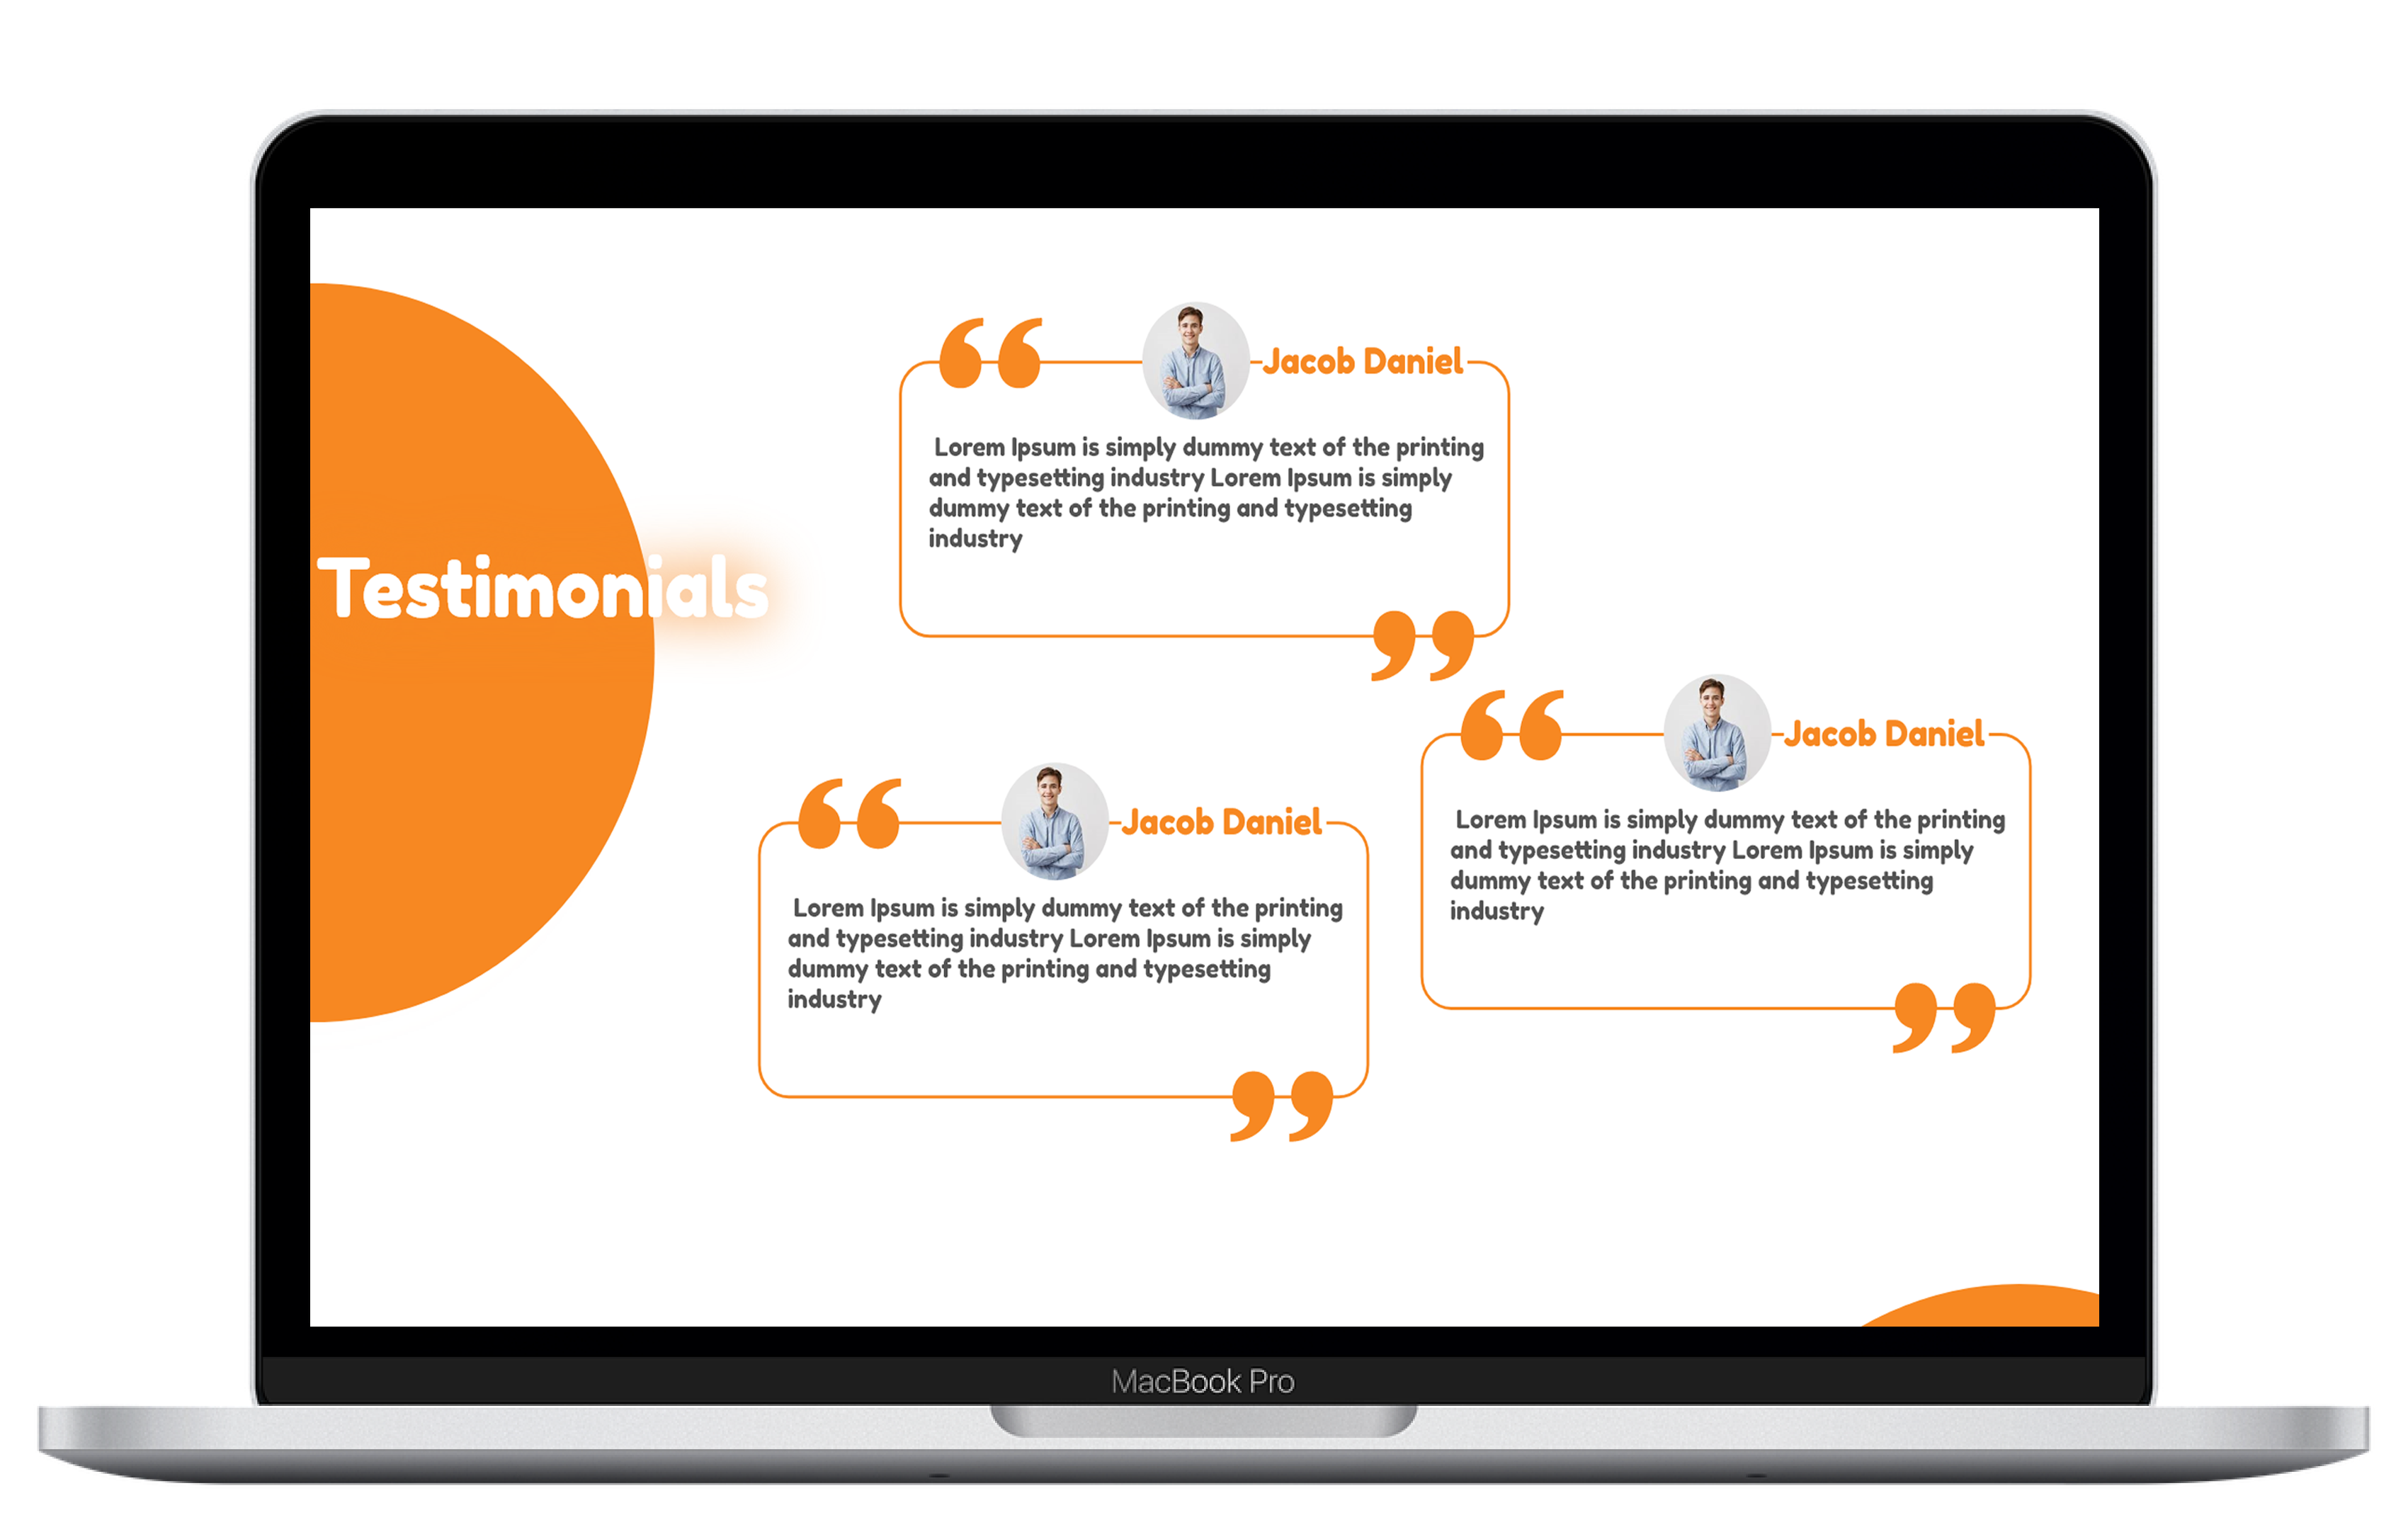 Testimonials
Jacob Daniel
Lorem Ipsum is simply dummy text of the printing
and typesetting industry Lorem Ipsum is simply
dummy text of the printing and typesetting
industry
Jacob Daniel
Lorem Ipsum is simply dummy text of the printing
and typesetting industry Lorem Ipsum is simply
dummy text of the printing and typesetting
industry
Jacob Daniel
Lorem Ipsum is simply dummy text of the printing
and typesetting industry Lorem Ipsum is simply
dummy text of the printing and typesetting
industry
MacBook Pro